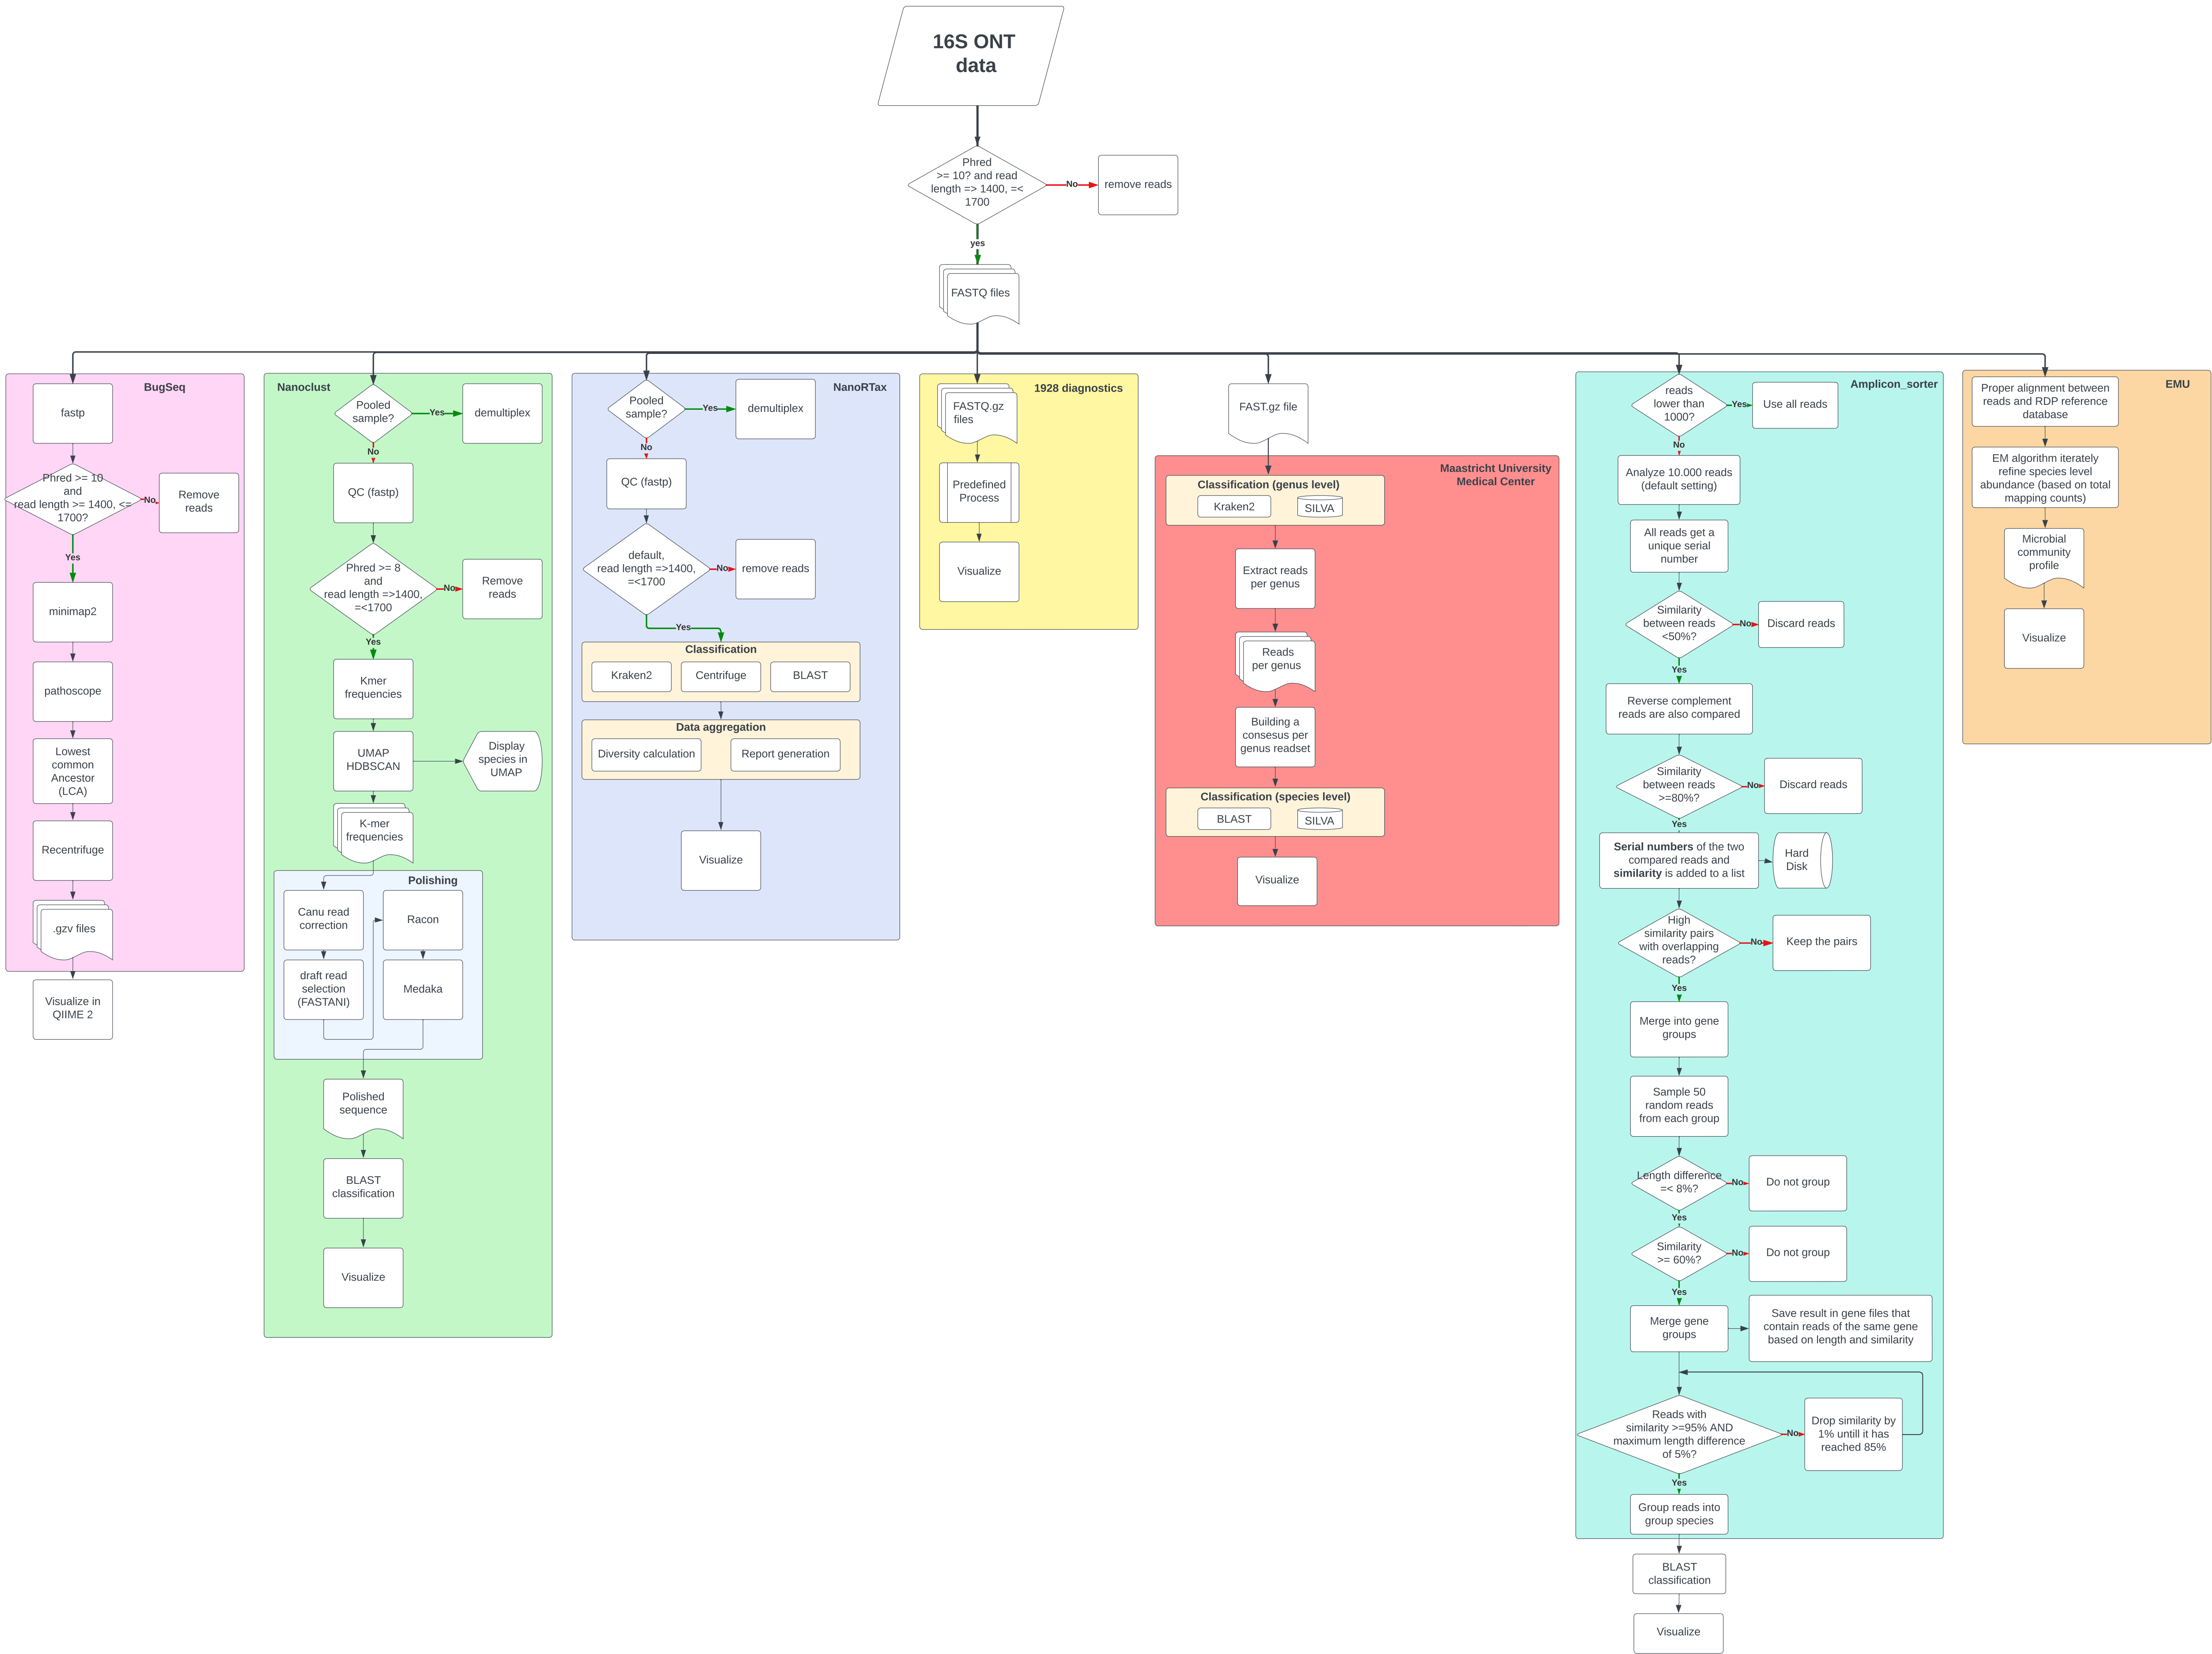 16S ONT
data
Phred
>= 10? and read
length => 1400, =<
1700
No
remove reads
yes
FASTQ files
BugSeq
fastp
Phred >= 10
and
read length >= 1400, <=
1700?
No
Remove
reads
Yes
minimap2
pathoscope
Lowest
common
Ancestor
(LCA)
Recentrifuge
.gzv files
Visualize in
QIIME 2
Nanoclust
Pooled
sample?
Yes
demultiplex
No
QC (fastp)
Phred >= 8
and
read length =>1400,
=<1700
No
Remove
reads
Yes
Kmer
frequencies
UMAP
HDBSCAN
Display
species in
UMAP
K-mer
frequencies
Polishing
Canu read
correction
draft read
selection
(FASTANI)
Racon
Medaka
Polished
sequence
BLAST
classification
Visualize
NanoRTax
Pooled
sample?
Yes
demultiplex
No
QC (fastp)
default,
read length =>1400,
=<1700
No
remove reads
Yes
Classification
Kraken2
Centrifuge
BLAST
Data aggregation
Diversity calculation
Report generation
Visualize
1928 diagnostics
FASTQ.gz
files
Predefined
Process
Visualize
FAST.gz file
Maastricht University
Medical Center
Classification (genus level)
Kraken2
SILVA
Extract reads
per genus
Reads
per genus
Building a
consesus per
genus readset
Classification (species level)
BLAST
SILVA
Visualize
Amplicon_sorter
reads
lower than
1000?
Yes
Use all reads
No
Analyze 10.000 reads
(default setting)
All reads get a
unique serial
number
Similarity
between reads
<50%?
No
Discard reads
Yes
Reverse complement
reads are also compared
Similarity
between reads
>=80%?
No
Discard reads
Yes
Serial numbers of the two
compared reads and
similarity is added to a list
Hard
Disk
High
similarity pairs
with overlapping
reads?
No
Keep the pairs
Yes
Merge into gene
groups
Sample 50
random reads
from each group
Length difference
=< 8%?
No
Do not group
Yes
Similarity
>= 60%?
No
Do not group
Yes
Merge gene
groups
Save result in gene files that
contain reads of the same gene
based on length and similarity
Reads with
similarity >=95% AND
maximum length difference
of 5%?
No
Drop similarity by
1% untill it has
reached 85%
Yes
Group reads into
group species
BLAST
classification
Visualize
EMU
Proper alignment between
reads and RDP reference
database
EM algorithm iterately
refine species level
abundance (based on total
mapping counts)
Microbial
community
profile
Visualize